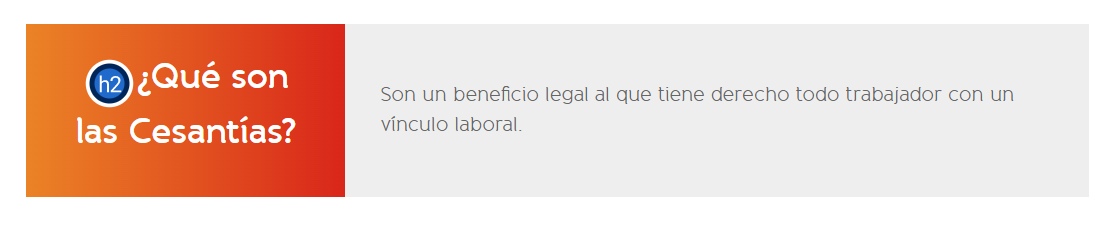 h2 ¿Qué son
las Cesantías?
Son un beneficio legal al que tiene derecho todo trabajador con un
vínculo laboral.